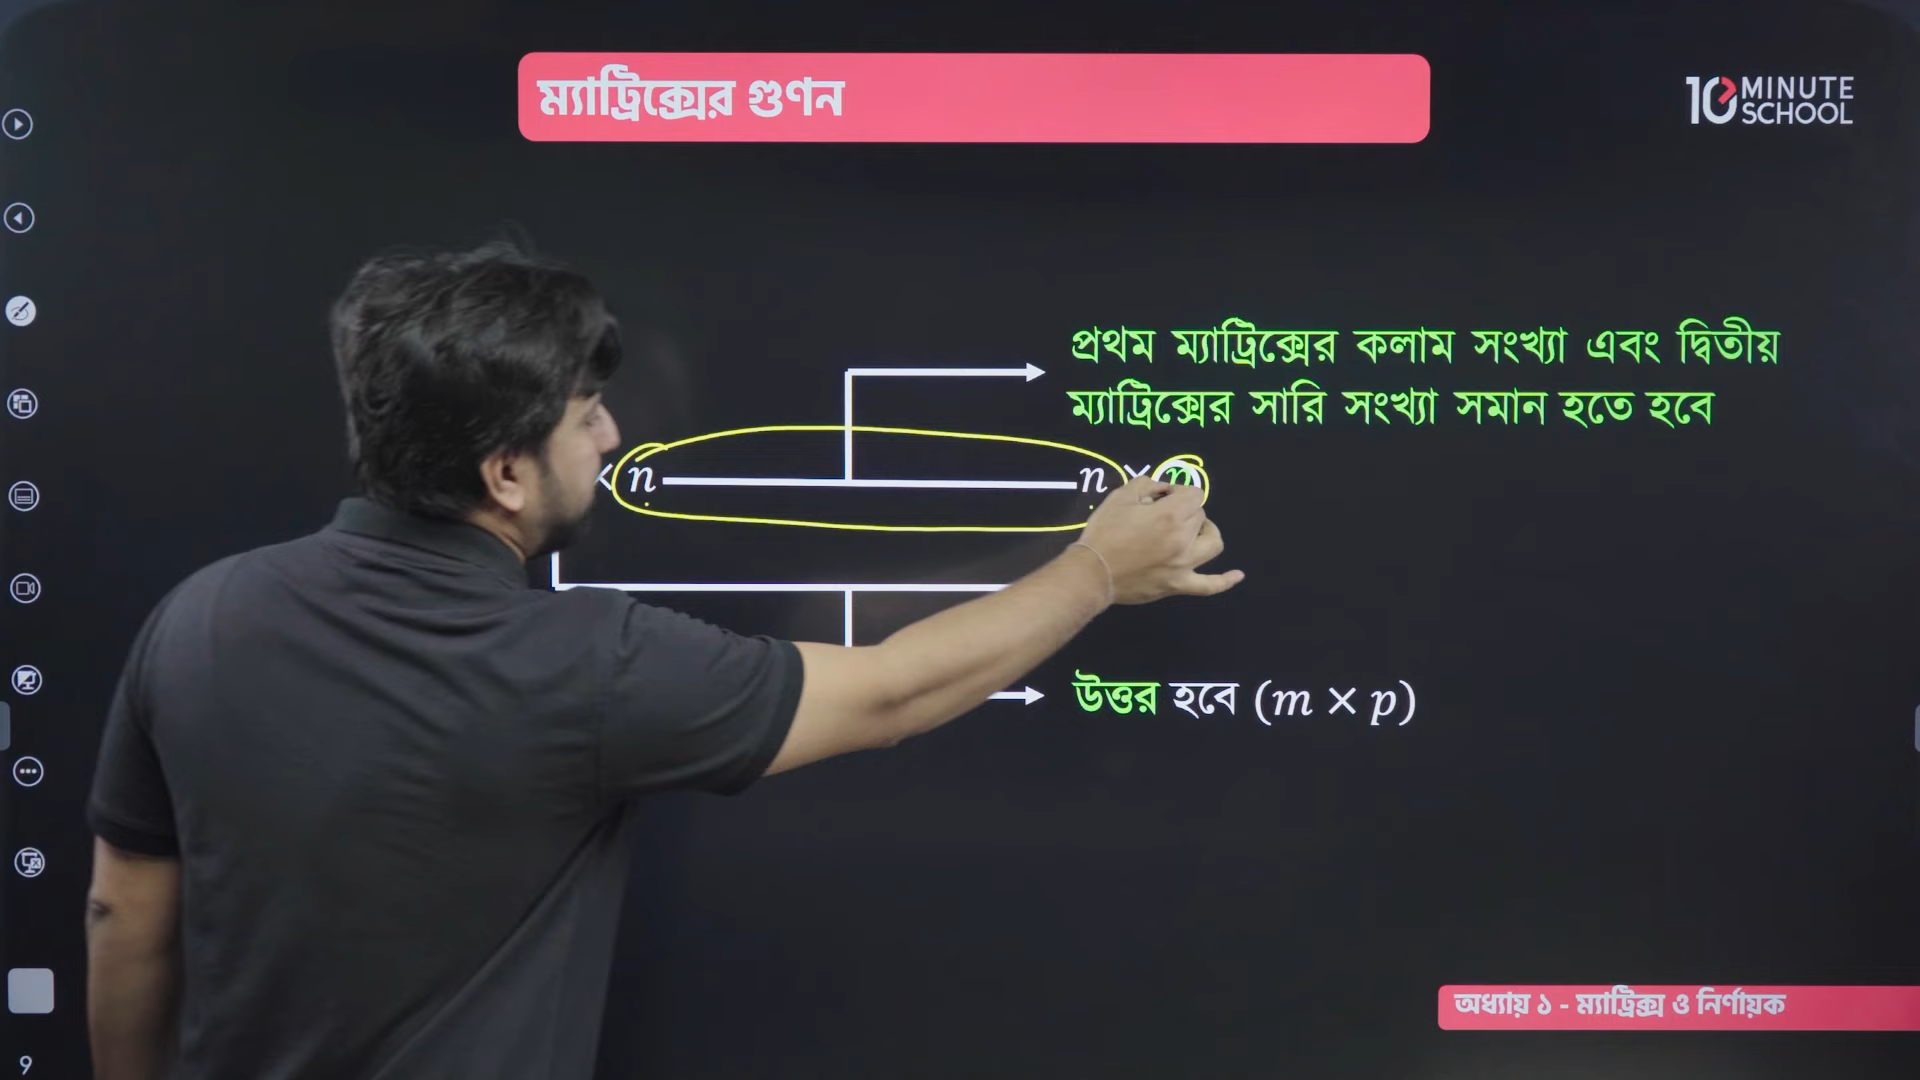 ম্যাট্রিক্সের গুণন
10 MINUTE SCHOOL
প্রথম ম্যাট্রিক্সের কলাম সংখ্যা এবং দ্বিতীয়
ম্যাট্রিক্সের সারি সংখ্যা সমান হতে হবে
× n n ×
উত্তর হবে (m × p)
অধ্যায় ১ - ম্যাট্রিক্স ও নির্ণায়ক
9